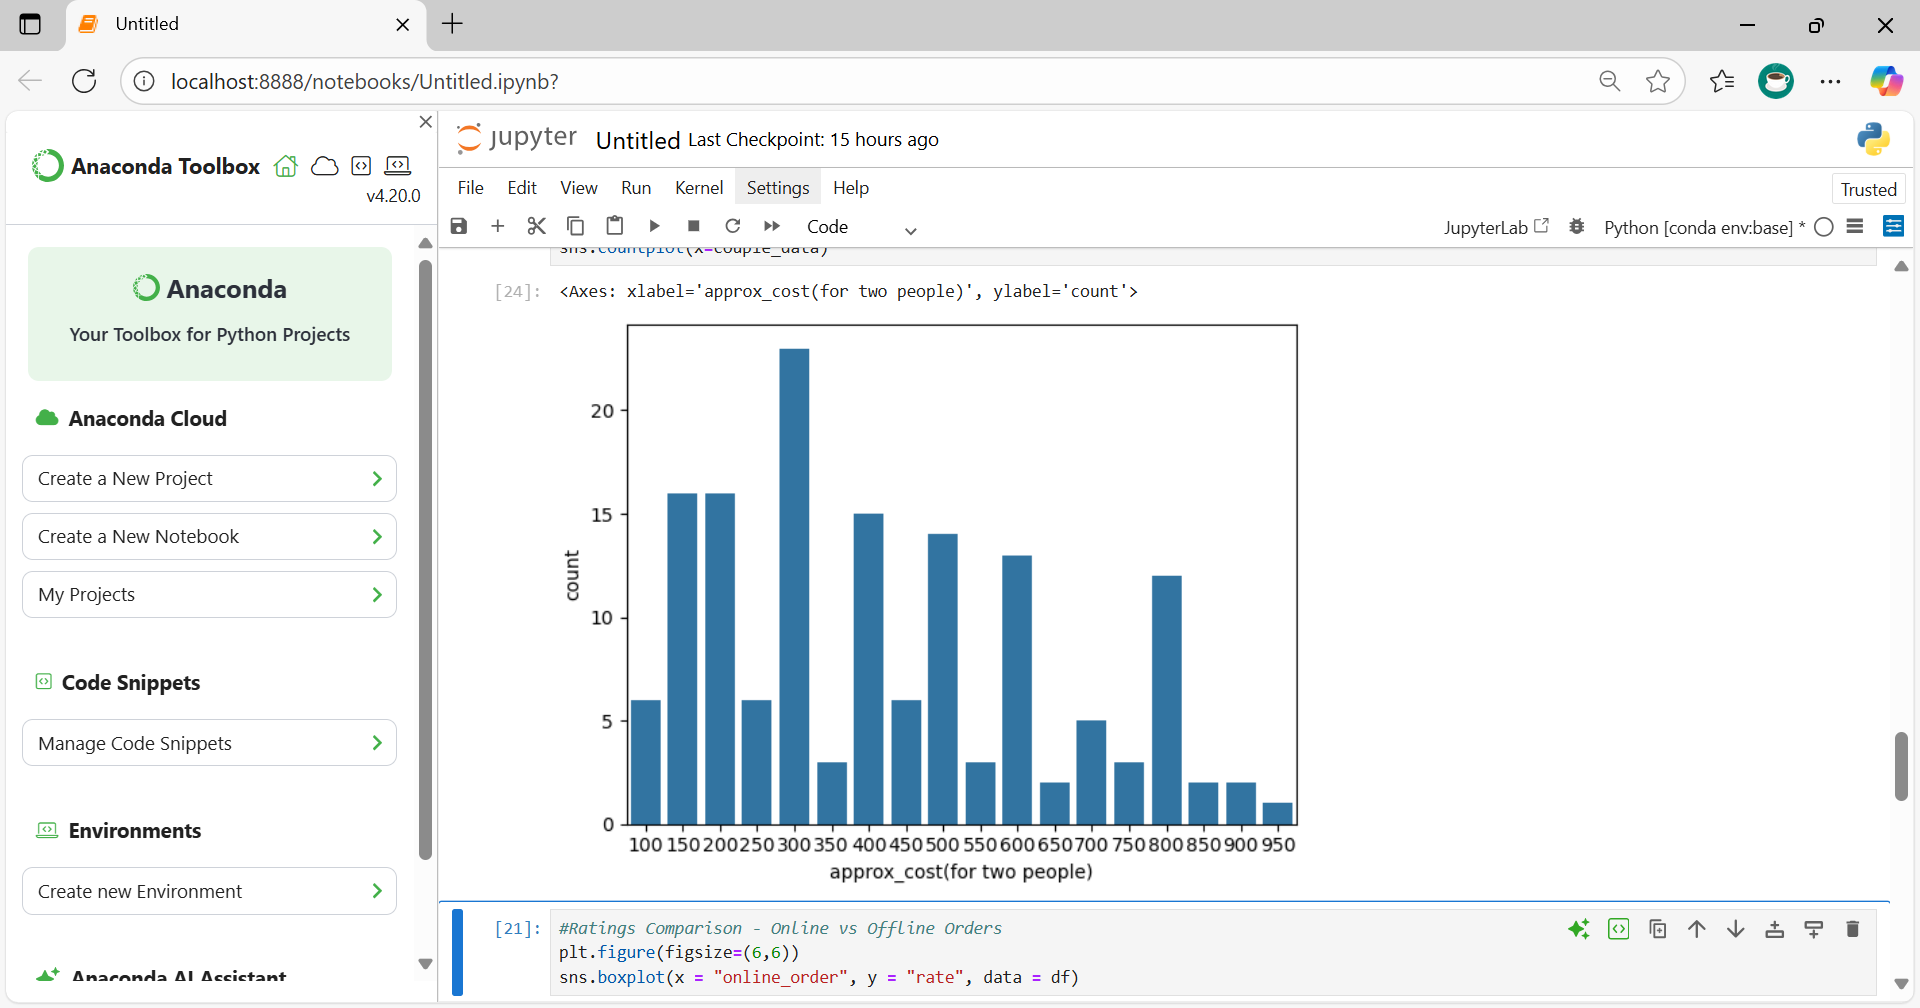 Untitled
localhost:8888/notebooks/Untitled.ipynb?
Anaconda Toolbox
v4.20.0
Anaconda
Your Toolbox for Python Projects
Anaconda Cloud
Create a New Project
Create a New Notebook
My Projects
Code Snippets
Manage Code Snippets
Environments
Create new Environment
Anaconda AI Assistant
jupyter Untitled Last Checkpoint: 15 hours ago
File Edit View Run Kernel Settings Help
Trusted
Code
JupyterLab
Python [conda env:base] *
sns.countplot(x=couple_data)
[24]: <Axes: xlabel='approx_cost(for two people)', ylabel='count'>
20
15
10
5
0
count
100 150 200 250 300 350 400 450 500 550 600 650 700 750 800 850 900 950
approx_cost(for two people)
[21]: #Ratings Comparison - Online vs Offline Orders
plt.figure(figsize=(6,6))
sns.boxplot(x = "online_order", y = "rate", data = df)